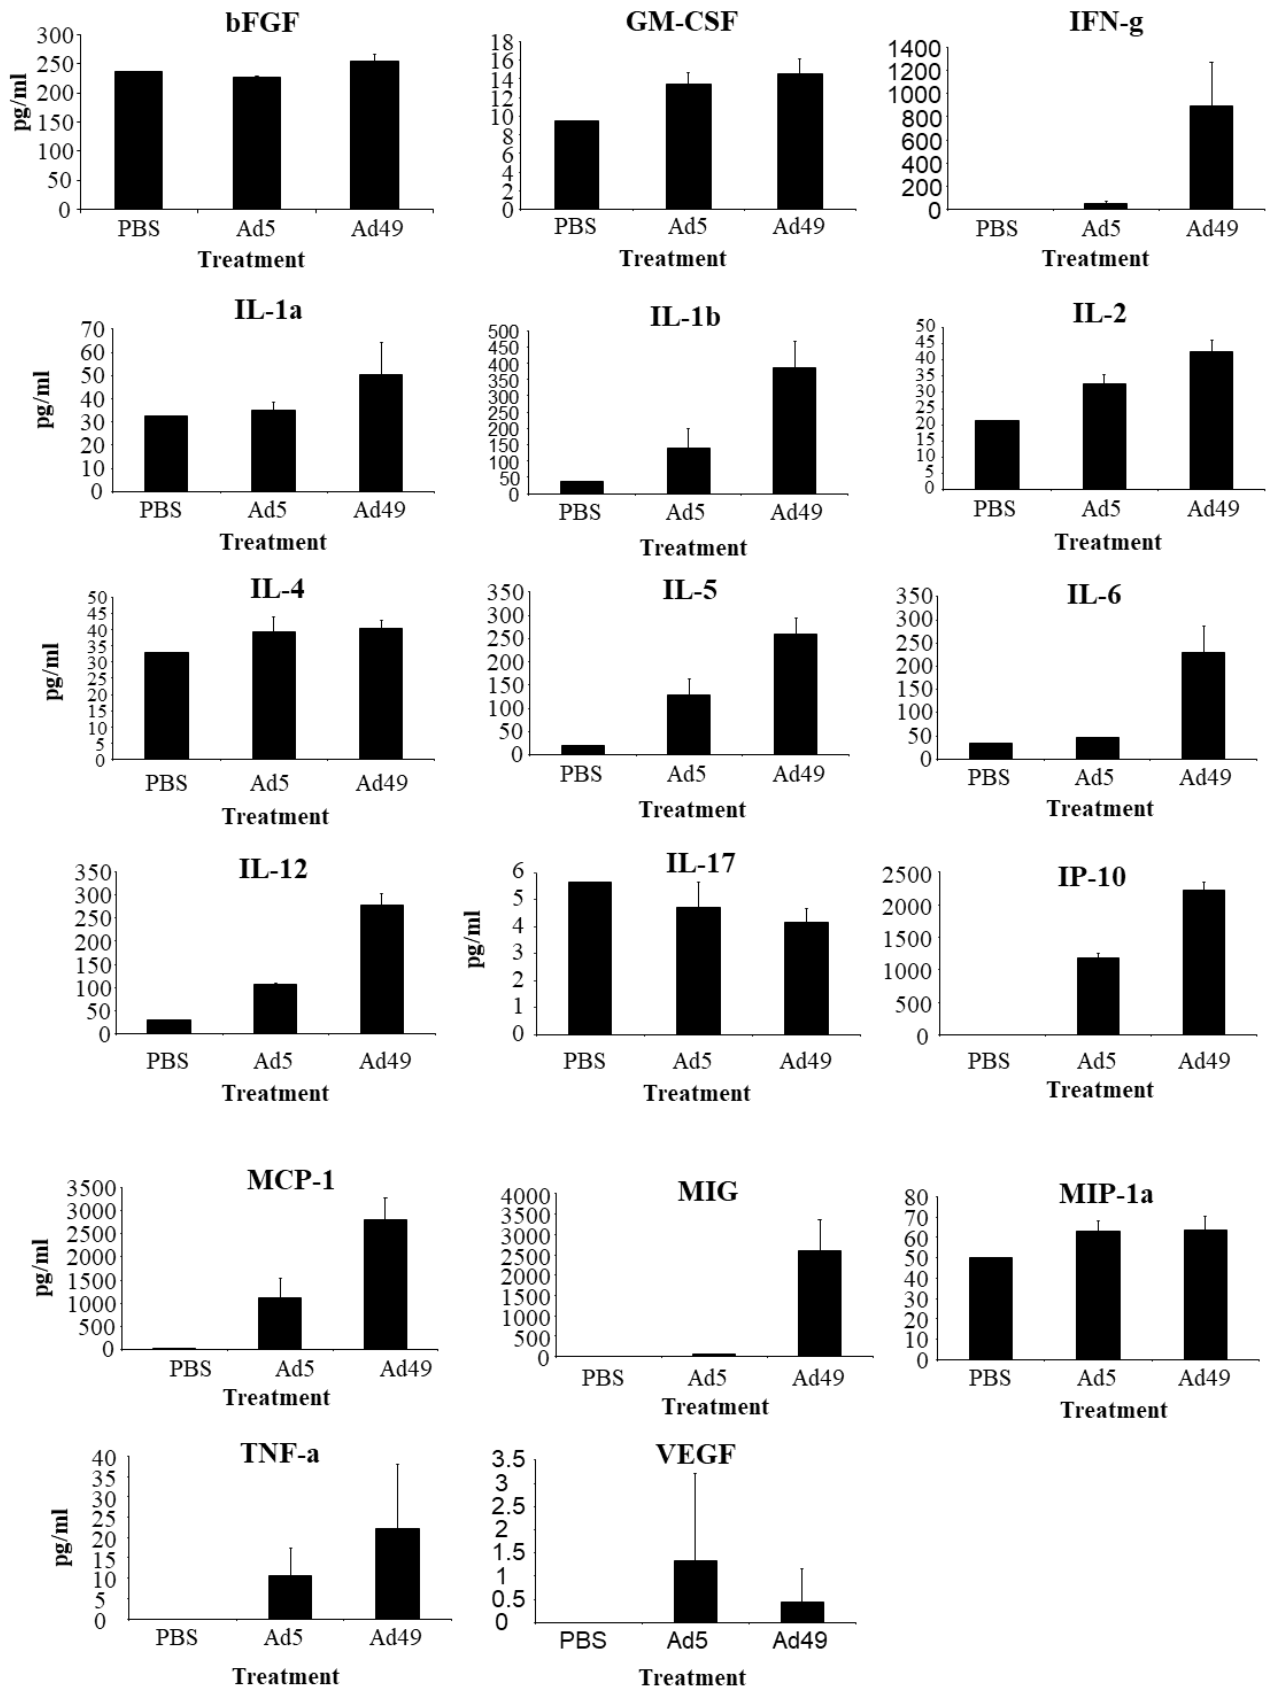 bFGF
300
250
200
150
100
50
0
pg/ml
PBS Ad5 Ad49
Treatment
GM-CSF
18
16
14
12
10
8
6
4
2
0
PBS Ad5 Ad49
Treatment
IFN-g
1400
1200
1000
800
600
400
200
0
PBS Ad5 Ad49
Treatment
IL-1a
70
60
50
40
30
20
10
0
pg/ml
PBS Ad5 Ad49
Treatment
IL-1b
500
450
400
350
300
250
200
150
100
50
0
PBS Ad5 Ad49
Treatment
IL-2
50
45
40
35
30
25
20
15
10
5
0
PBS Ad5 Ad49
Treatment
IL-4
50
45
40
35
30
25
20
15
10
5
0
pg/ml
PBS Ad5 Ad49
Treatment
IL-5
350
300
250
200
150
100
50
0
PBS Ad5 Ad49
Treatment
IL-6
350
300
250
200
150
100
50
0
PBS Ad5 Ad49
Treatment
IL-12
350
300
250
200
150
100
50
0
PBS Ad5 Ad49
Treatment
IL-17
6
5
4
3
2
1
0
pg/ml
PBS Ad5 Ad49
Treatment
IP-10
2500
2000
1500
1000
500
0
PBS Ad5 Ad49
Treatment
MCP-1
3500
3000
2500
2000
1500
1000
500
0
pg/ml
PBS Ad5 Ad49
Treatment
MIG
4000
3500
3000
2500
2000
1500
1000
500
0
PBS Ad5 Ad49
Treatment
MIP-1a
80
70
60
50
40
30
20
10
0
PBS Ad5 Ad49
Treatment
TNF-a
40
35
30
25
20
15
10
5
0
pg/ml
PBS Ad5 Ad49
Treatment
VEGF
3.5
3
2.5
2
1.5
1
0.5
0
PBS Ad5 Ad49
Treatment